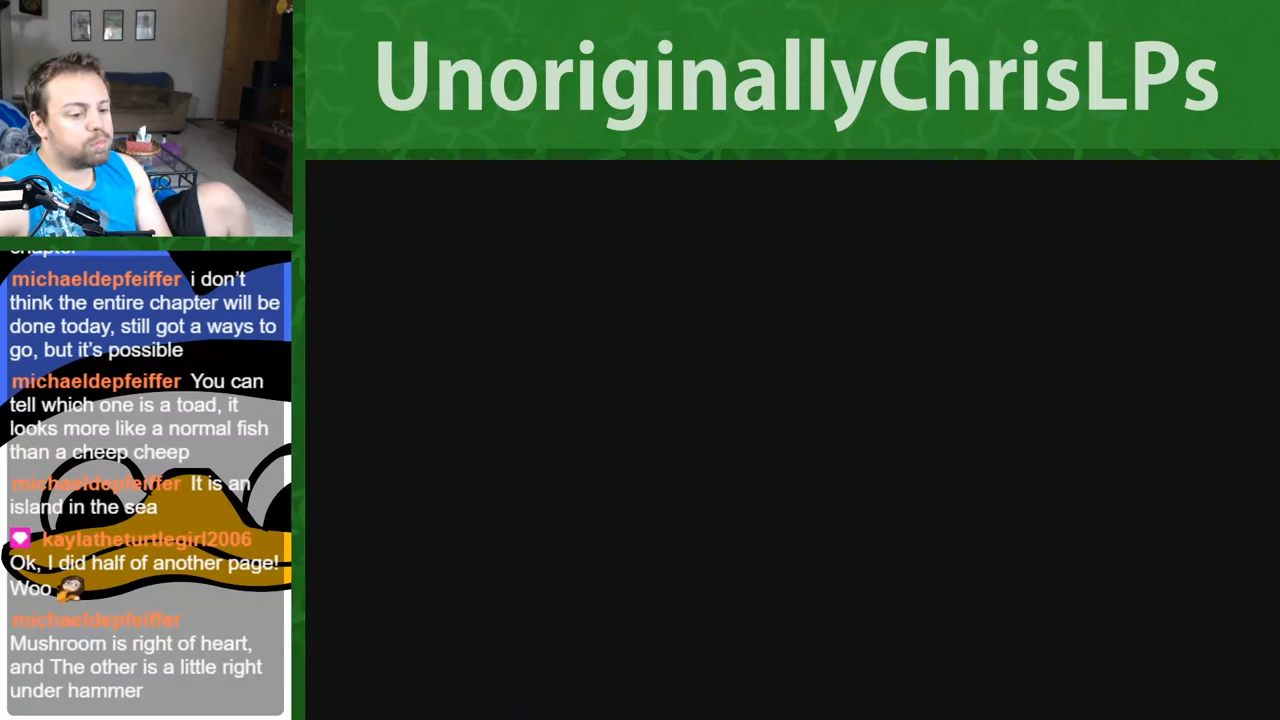 UnoriginallyChrisLPs
chapter
michaeldepfeiffer i don't
think the entire chapter will be
done today, still got a ways to
go, but it's possible
michaeldepfeiffer You can
tell which one is a toad, it
looks more like a normal fish
than a cheep cheep
michaeldepfeiffer It is an
island in the sea
kaylatheturtlegirl2006
Ok, I did half of another page!
Woo
michaeldepfeiffer
Mushroom is right of heart,
and The other is a little right
under hammer